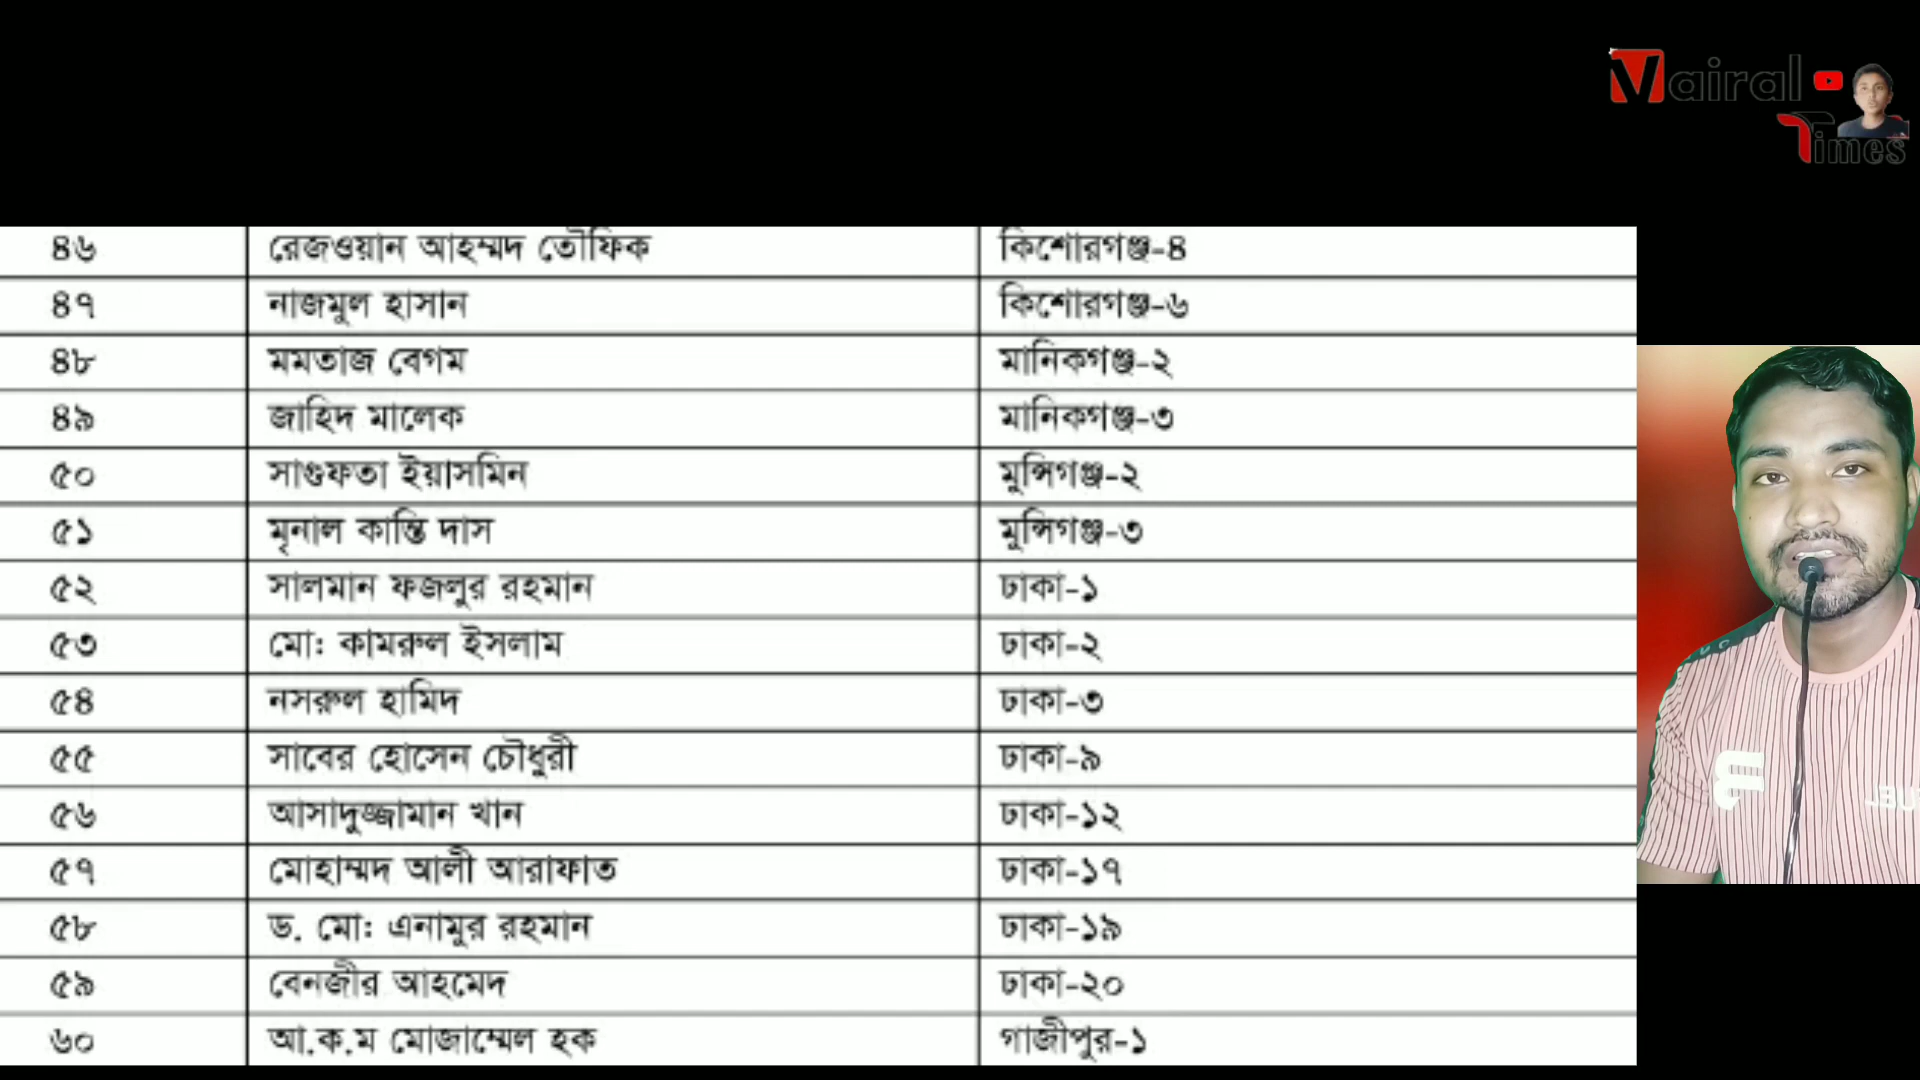 Vairal
Times
৪৬ রেজওয়ান আহম্মদ তৌফিক কিশোরগঞ্জ-৪
৪৭ নাজমুল হাসান কিশোরগঞ্জ-৬
৪৮ মমতাজ বেগম মানিকগঞ্জ-২
৪৯ জাহিদ মালেক মানিকগঞ্জ-৩
৫০ সাগুফতা ইয়াসমিন মুন্সিগঞ্জ-২
৫১ মৃনাল কান্তি দাস মুন্সিগঞ্জ-৩
৫২ সালমান ফজলুর রহমান ঢাকা-১
৫৩ মো: কামরুল ইসলাম ঢাকা-২
৫৪ নসরুল হামিদ ঢাকা-৩
৫৫ সাবের হোসেন চৌধুরী ঢাকা-৯
৫৬ আসাদুজ্জামান খান ঢাকা-১২
৫৭ মোহাম্মদ আলী আরাফাত ঢাকা-১৭
৫৮ ড. মো: এনামুর রহমান ঢাকা-১৯
৫৯ বেনজীর আহমেদ ঢাকা-২০
৬০ আ.ক.ম মোজাম্মেল হক গাজীপুর-১